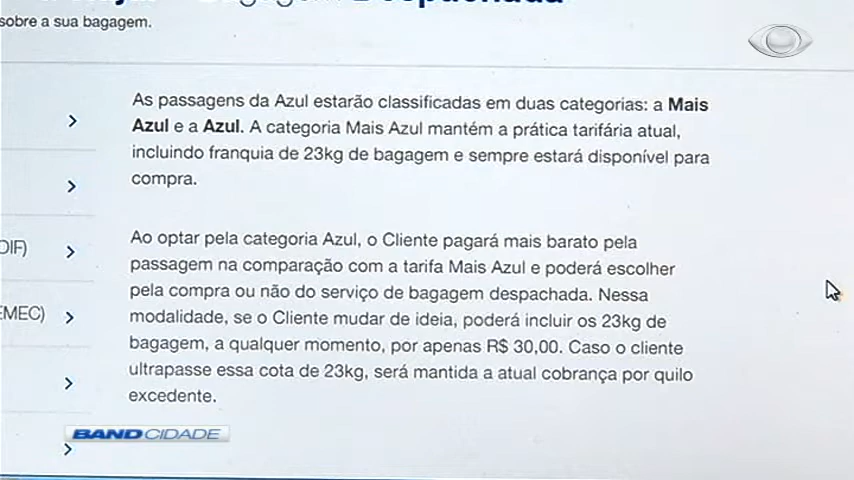 Bagagem Despachada
sobre a sua bagagem.
As passagens da Azul estarão classificadas em duas categorias: a Mais
Azul e a Azul. A categoria Mais Azul mantém a prática tarifária atual,
incluindo franquia de 23kg de bagagem e sempre estará disponível para
compra.
Ao optar pela categoria Azul, o Cliente pagará mais barato pela
passagem na comparação com a tarifa Mais Azul e poderá escolher
pela compra ou não do serviço de bagagem despachada. Nessa
modalidade, se o Cliente mudar de ideia, poderá incluir os 23kg de
bagagem, a qualquer momento, por apenas R$ 30,00. Caso o cliente
ultrapasse essa cota de 23kg, será mantida a atual cobrança por quilo
excedente.
DIF)
EMEC)
BANDCIDADE